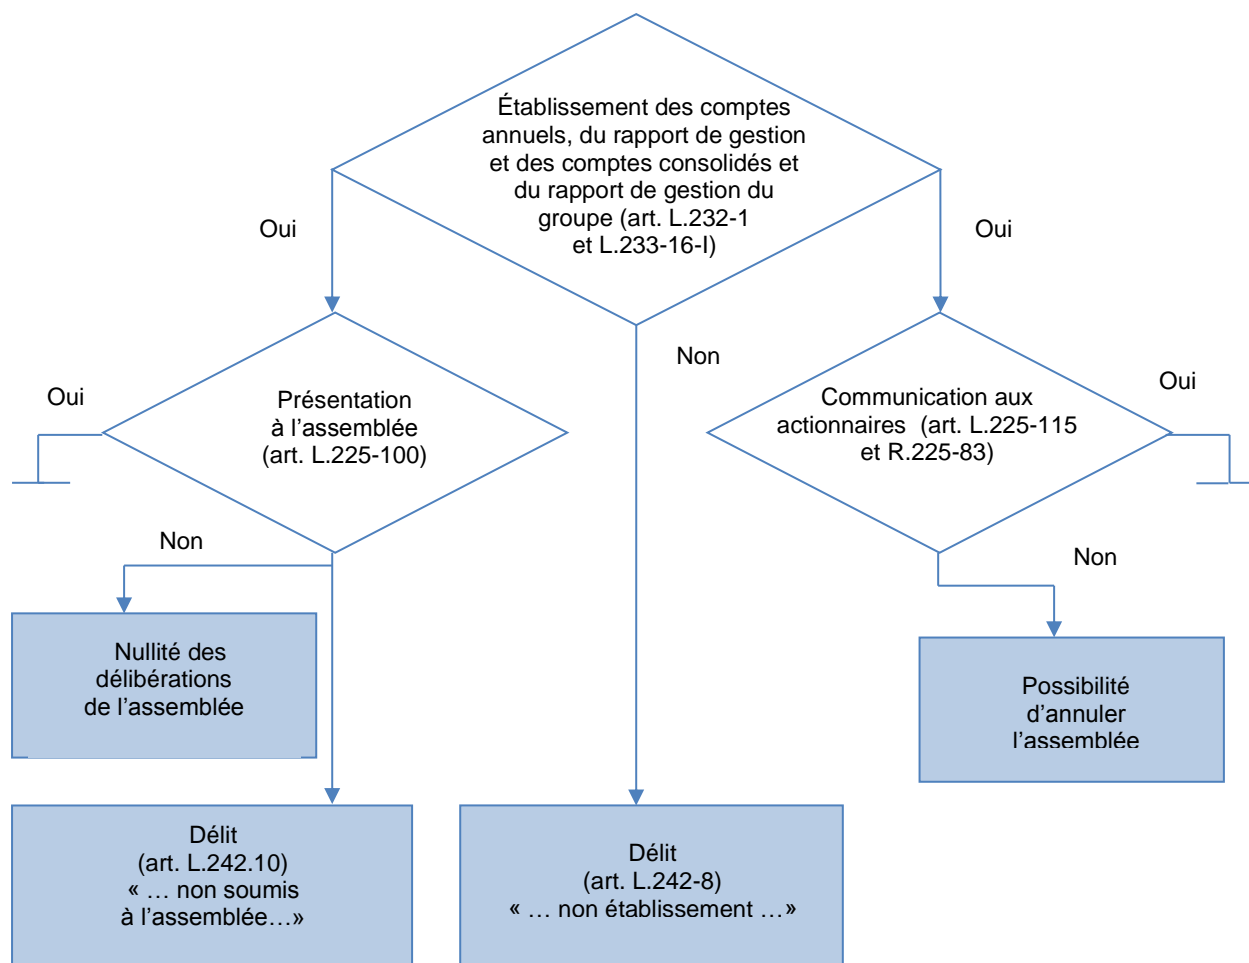 Établissement des comptes
annuels, du rapport de gestion
et des comptes consolidés et
du rapport de gestion du
groupe (art. L.232-1
et L.233-16-I)
Oui
Oui
Non
Oui
Présentation
à l’assemblée
(art. L.225-100)
Communication aux
actionnaires (art. L.225-115
et R.225-83)
Oui
Non
Non
Nullité des
délibérations
de l’assemblée
Possibilité
d’annuler
l’assemblée
Délit
(art. L.242.10)
« … non soumis
à l’assemblée…»
Délit
(art. L.242-8)
« … non établissement …»